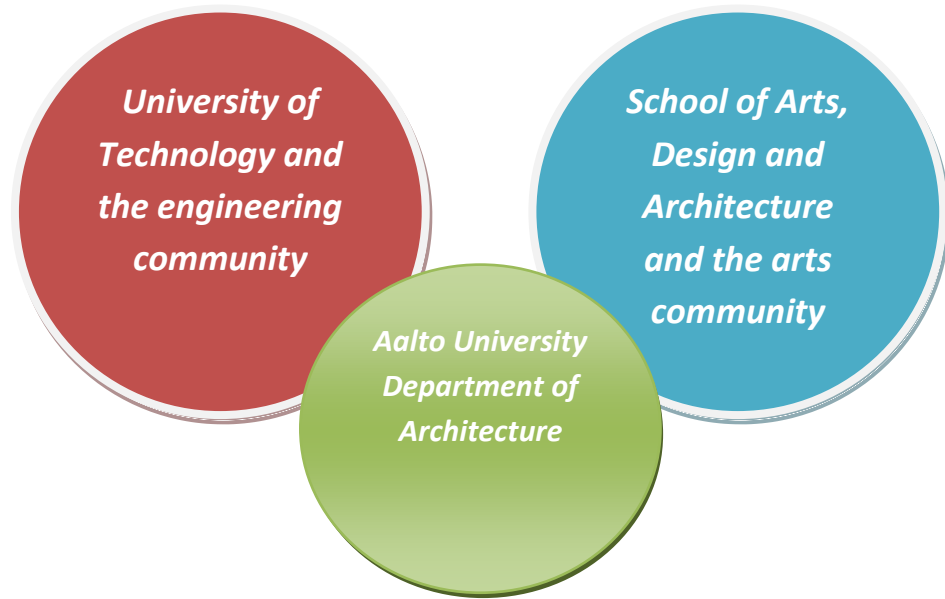 University of
Technology and
the engineering
community
School of Arts,
Design and
Architecture
and the arts
community
Aalto University
Department of
Architecture